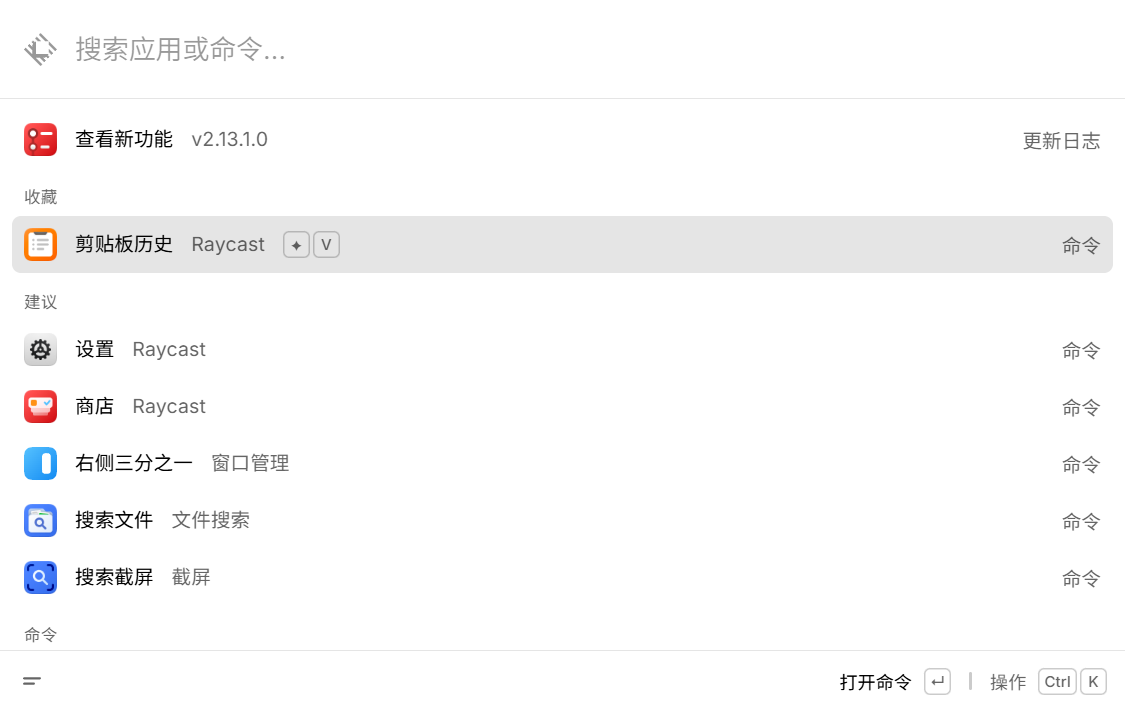 搜索应用或命令...
查看新功能 v2.13.1.0 更新日志
收藏
剪贴板历史 Raycast V 命令
建议
设置 Raycast 命令
商店 Raycast 命令
右侧三分之一 窗口管理 命令
搜索文件 文件搜索 命令
搜索截屏 截屏 命令
命令
打开命令 操作 Ctrl K